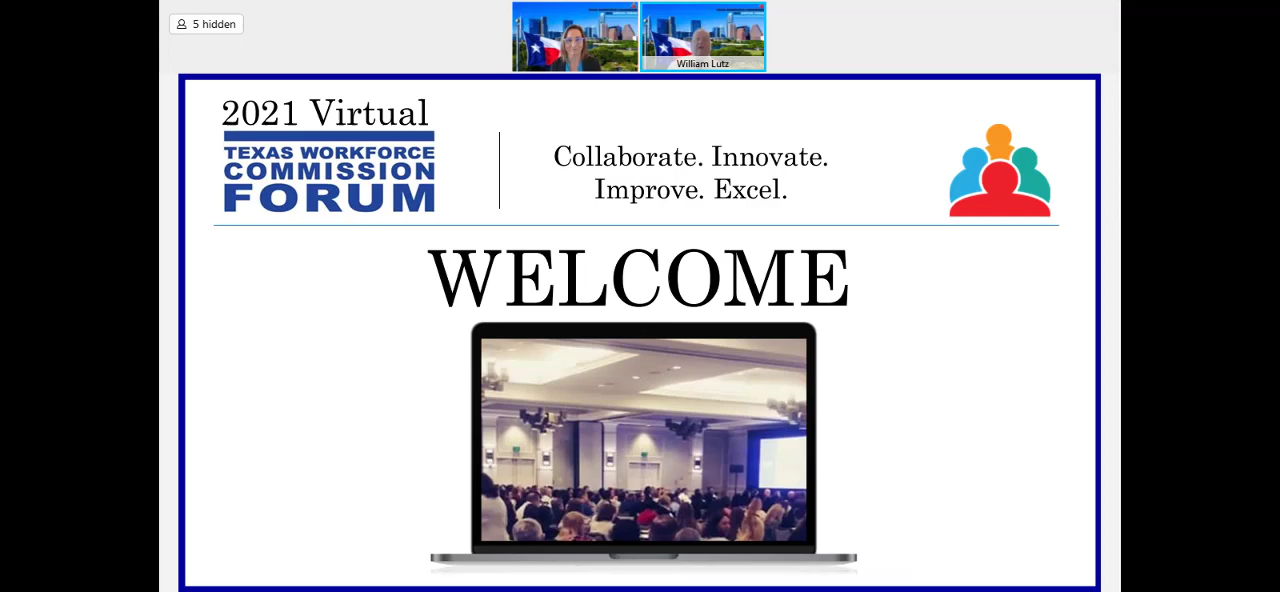 5 hidden
William Lutz
2021 Virtual
TEXAS WORKFORCE
COMMISSION
FORUM
Collaborate. Innovate.
Improve. Excel.
WELCOME